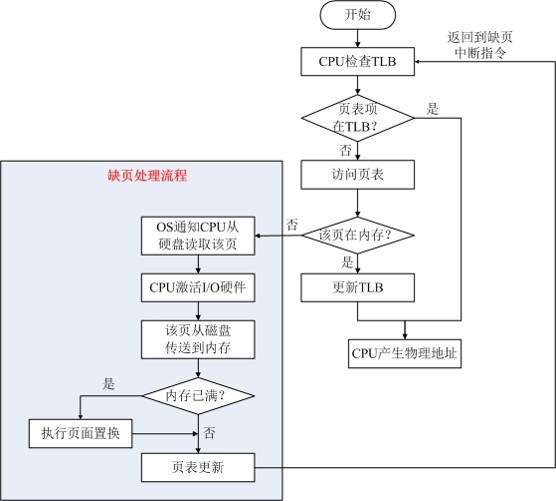 开始
返回到缺页
中断指令
CPU检查TLB
页表项
在TLB?
是
否
访问页表
缺页处理流程
OS通知CPU从
硬盘读取该页
否
该页在内存?
是
CPU激活I/O硬件
更新TLB
该页从磁盘
传送到内存
CPU产生物理地址
是
内存已满?
执行页面置换
否
页表更新